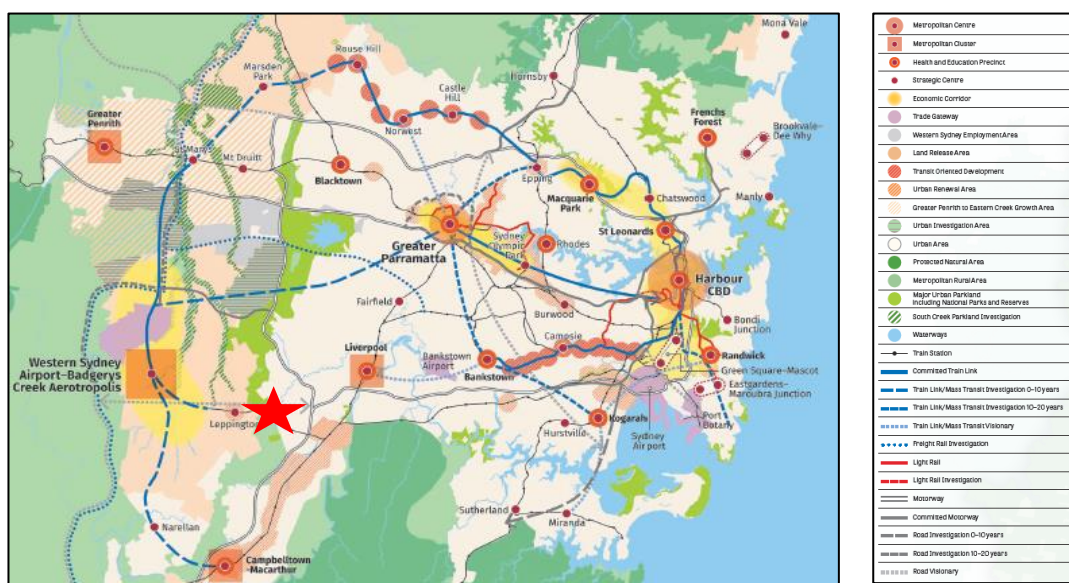 Mona Vale
Rouse Hill
Marsden
Park
Hornsby
Castle
Hill
Norwest
Frenchs
Forest
Greater
Penrith
Brookvale-
Dee Why
St Marys
Mt Druitt
Blacktown
Epping
Macquarie
Park
Chatswood
Manly
St Leonards
Greater
Parramatta
Sydney
Olympic
Park
Rhodes
Harbour
CBD
Fairfield
Burwood
Bondi
Junction
Western Sydney
Airport-Badgerys
Creek Aerotropolis
Liverpool
Bankstown
Airport
Campsie
Bankstown
Randwick
Green Square-Mascot
Eastgardens-
Maroubra Junction
Leppington
Kogarah
Hurstville
Sydney
Airport
Port
Botany
Sutherland
Miranda
Narellan
Campbelltown
-Macarthur
Metropolitan Centre
Metropolitan Cluster
Health and Education Precinct
Strategic Centre
Economic Corridor
Trade Gateway
Western Sydney Employment Area
Land Release Area
Transit Oriented Development
Urban Renewal Area
Greater Penrith to Eastern Creek Growth Area
Urban Investigation Area
Urban Area
Protected Natural Area
Metropolitan Rural Area
Major Urban Parkland
Including National Parks and Reserves
South Creek Parkland Investigation
Waterways
Train Station
Committed Train Link
Train Link/Mass Transit Investigation 0-10 years
Train Link/Mass Transit Investigation 10-20 years
Train Link/Mass Transit Visionary
Freight Rail Investigation
Light Rail
Light Rail Investigation
Motorway
Committed Motorway
Road Investigation 0-10 years
Road Investigation 10-20 years
Road Visionary